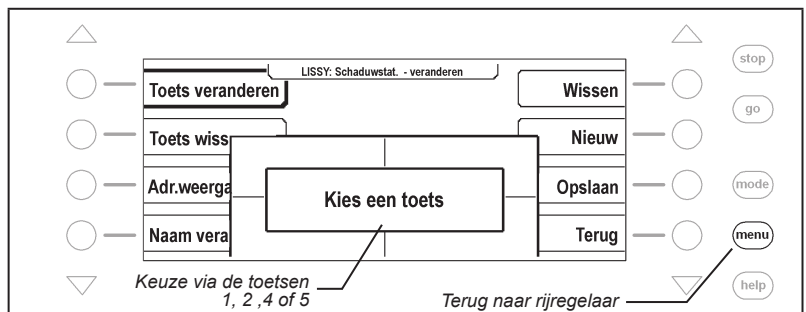 LISSY: Schaduwstat. - veranderen
stop
Toets veranderen
Wissen
go
Toets wiss
Nieuw
Adr.weerga
Kies een toets
Opslaan
mode
Naam vera
Terug
menu
Keuze via de toetsen
1, 2 ,4 of 5
Terug naar rijregelaar
help